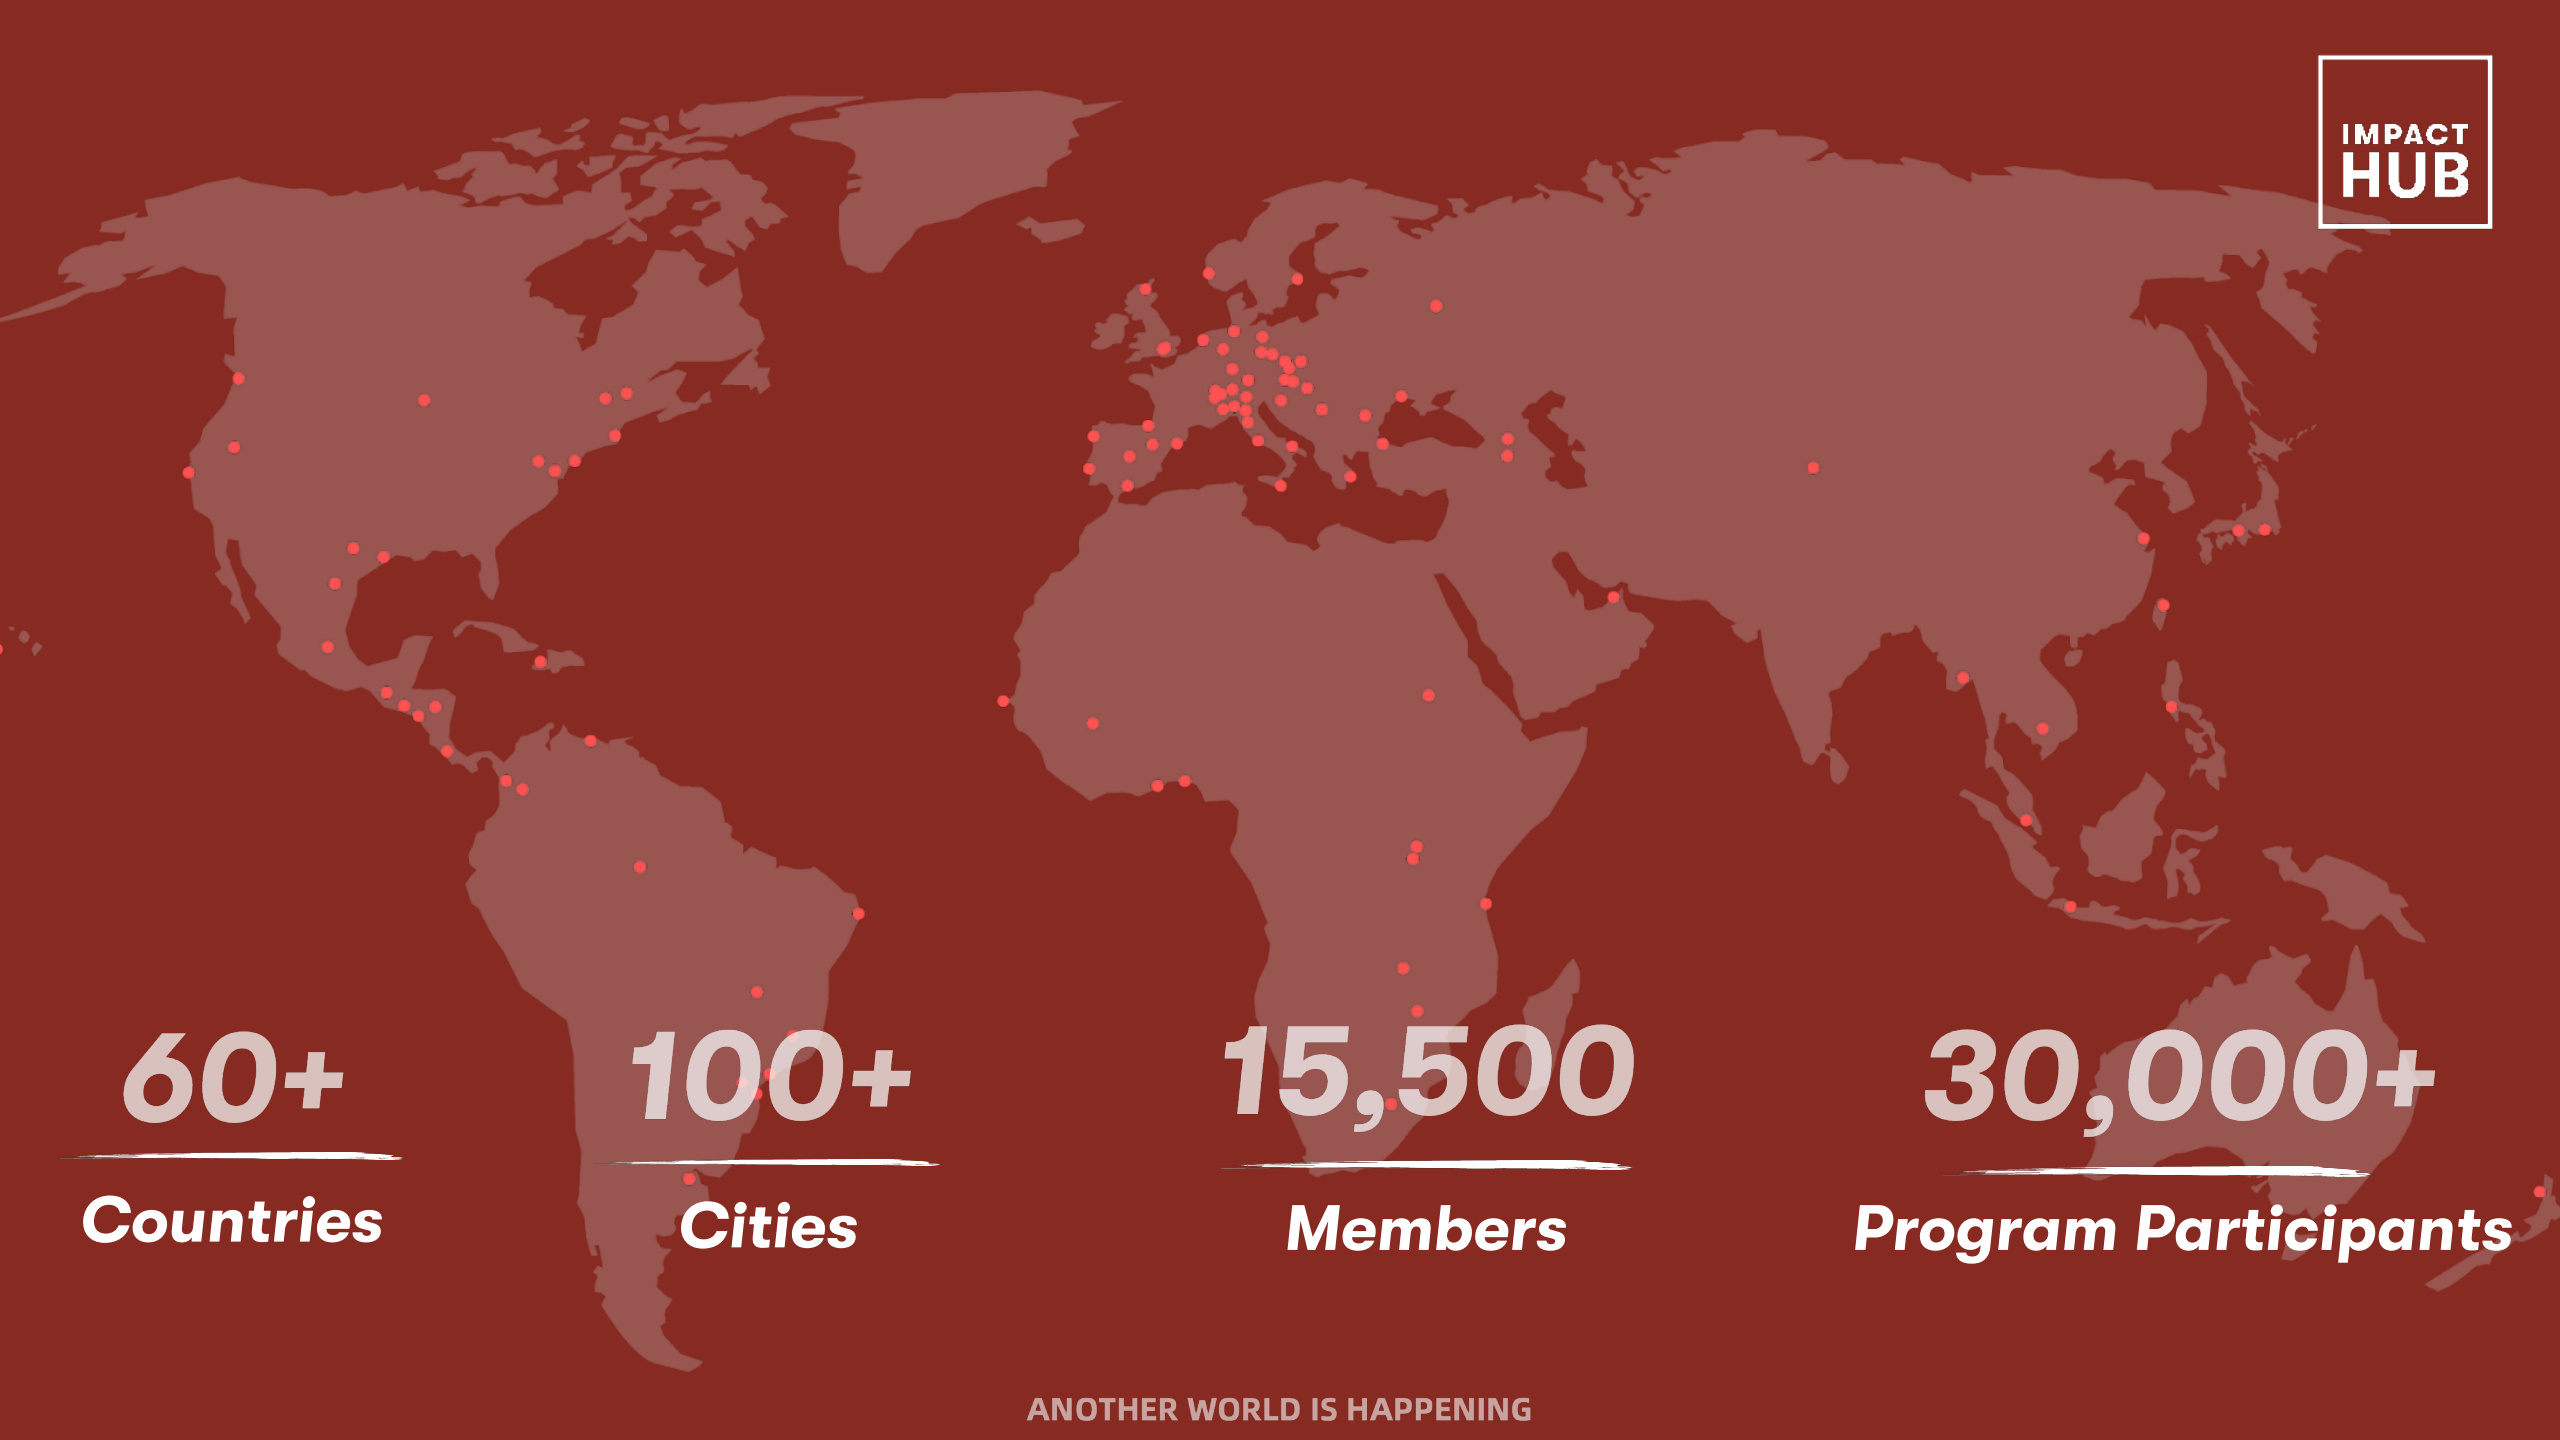 IMPACT
HUB
60+
Countries
100+
Cities
15,500
Members
30,000+
Program Participants
ANOTHER WORLD IS HAPPENING